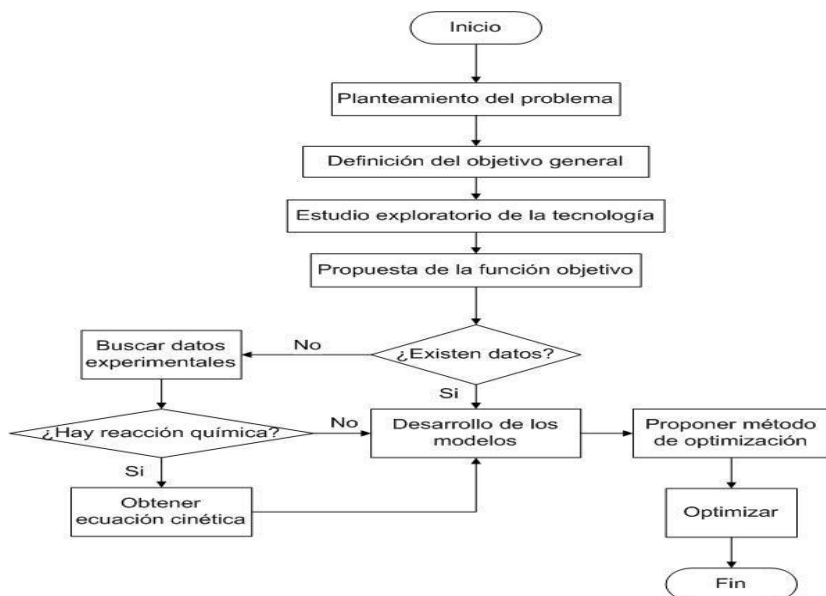 Inicio
Planteamiento del problema
Definición del objetivo general
Estudio exploratorio de la tecnología
Propuesta de la función objetivo
¿Existen datos?
No
Buscar datos
experimentales
Si
¿Hay reacción química?
No
Desarrollo de los
modelos
Proponer método
de optimización
Si
Obtener
ecuación cinética
Optimizar
Fin